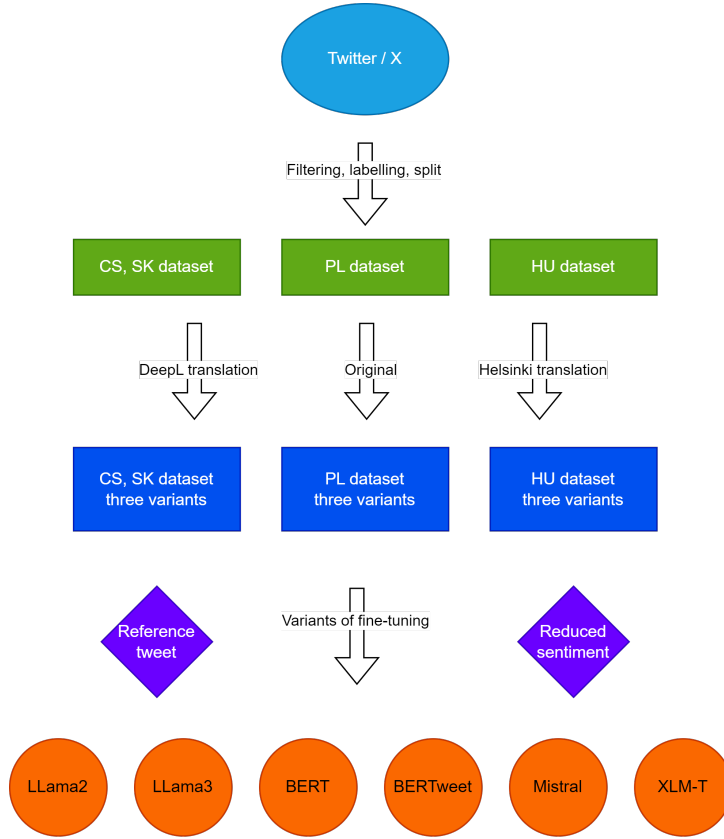 Twitter / X
Filtering, labelling, split
CS, SK dataset
PL dataset
HU dataset
DeepL translation
Original
Helsinki translation
CS, SK dataset
three variants
PL dataset
three variants
HU dataset
three variants
Reference
tweet
Variants of fine-tuning
Reduced
sentiment
LLama2
LLama3
BERT
BERTweet
Mistral
XLM-T